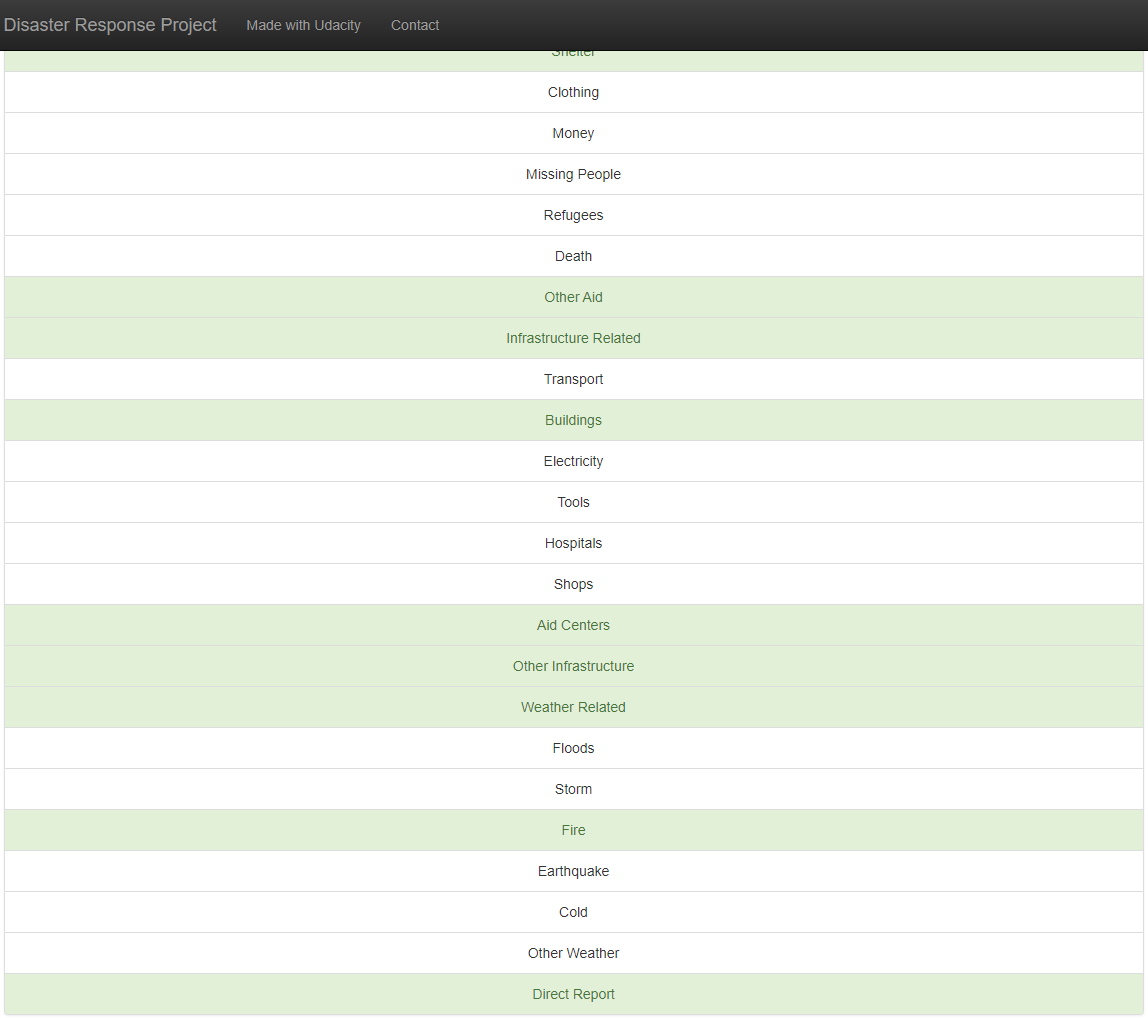 Disaster Response Project Made with Udacity Contact
Shelter
Clothing
Money
Missing People
Refugees
Death
Other Aid
Infrastructure Related
Transport
Buildings
Electricity
Tools
Hospitals
Shops
Aid Centers
Other Infrastructure
Weather Related
Floods
Storm
Fire
Earthquake
Cold
Other Weather
Direct Report